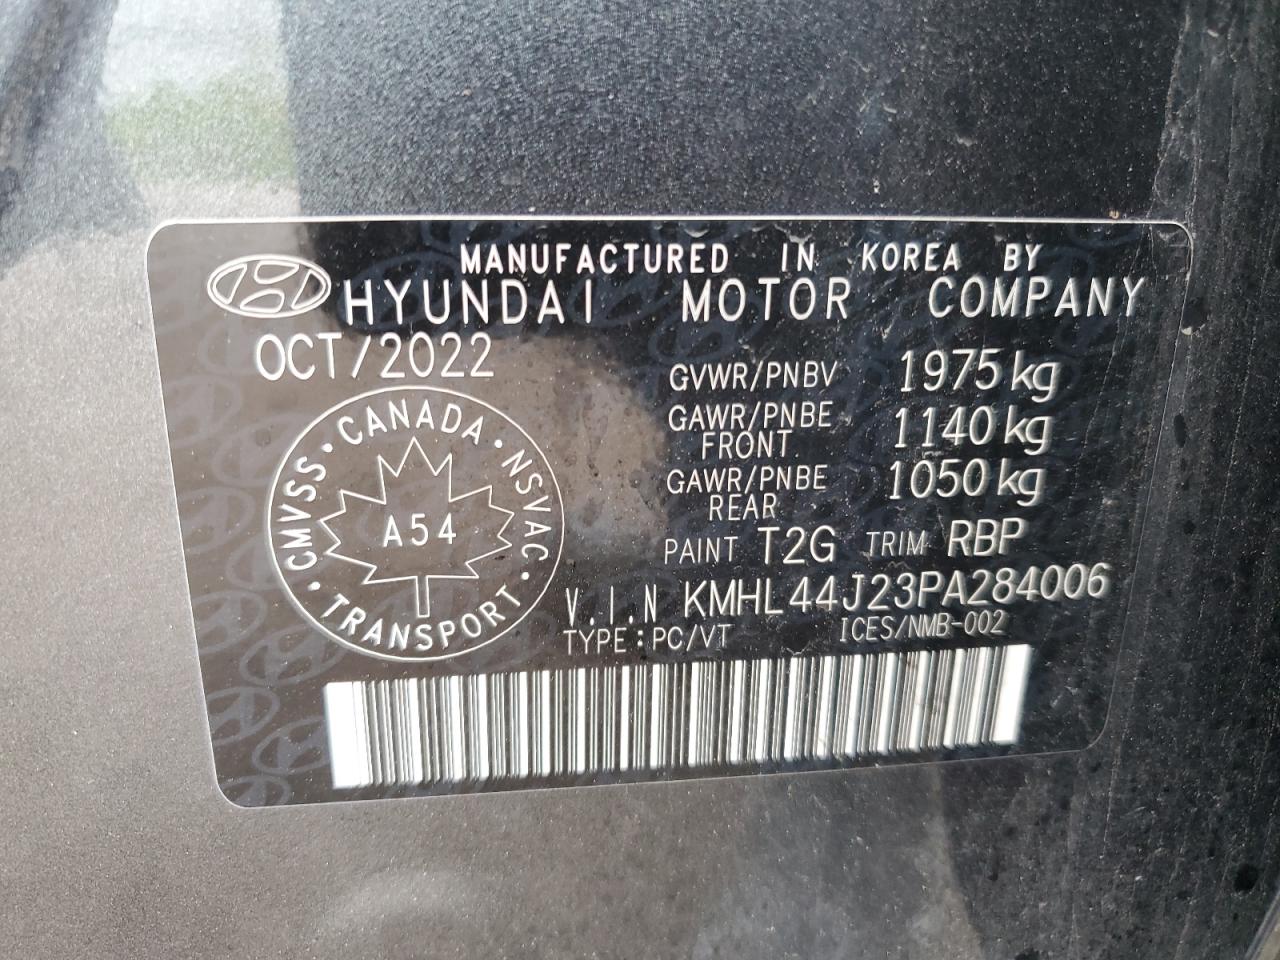 MANUFACTURED IN KOREA BY
HYUNDAI MOTOR COMPANY
OCT/2022
GVWR/PNBV 1975 kg
GAWR/PNBE FRONT 1140 kg
GAWR/PNBE REAR 1050 kg
PAINT T2G TRIM RBP
V.I.N KMHL44J23PA284006
TYPE:PC/VT ICES/NMB-002
CANADA · NSVAC · TRANSPORT · CMVSS ·
A54